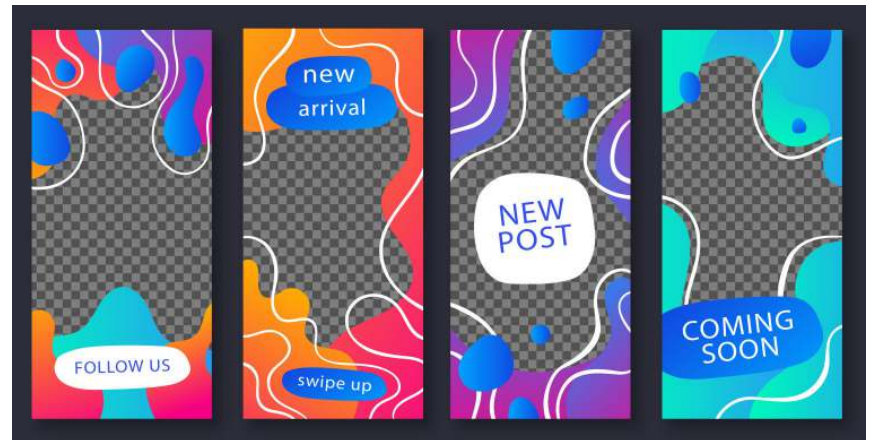 FOLLOW US
new
arrival
swipe up
NEW
POST
COMING
SOON